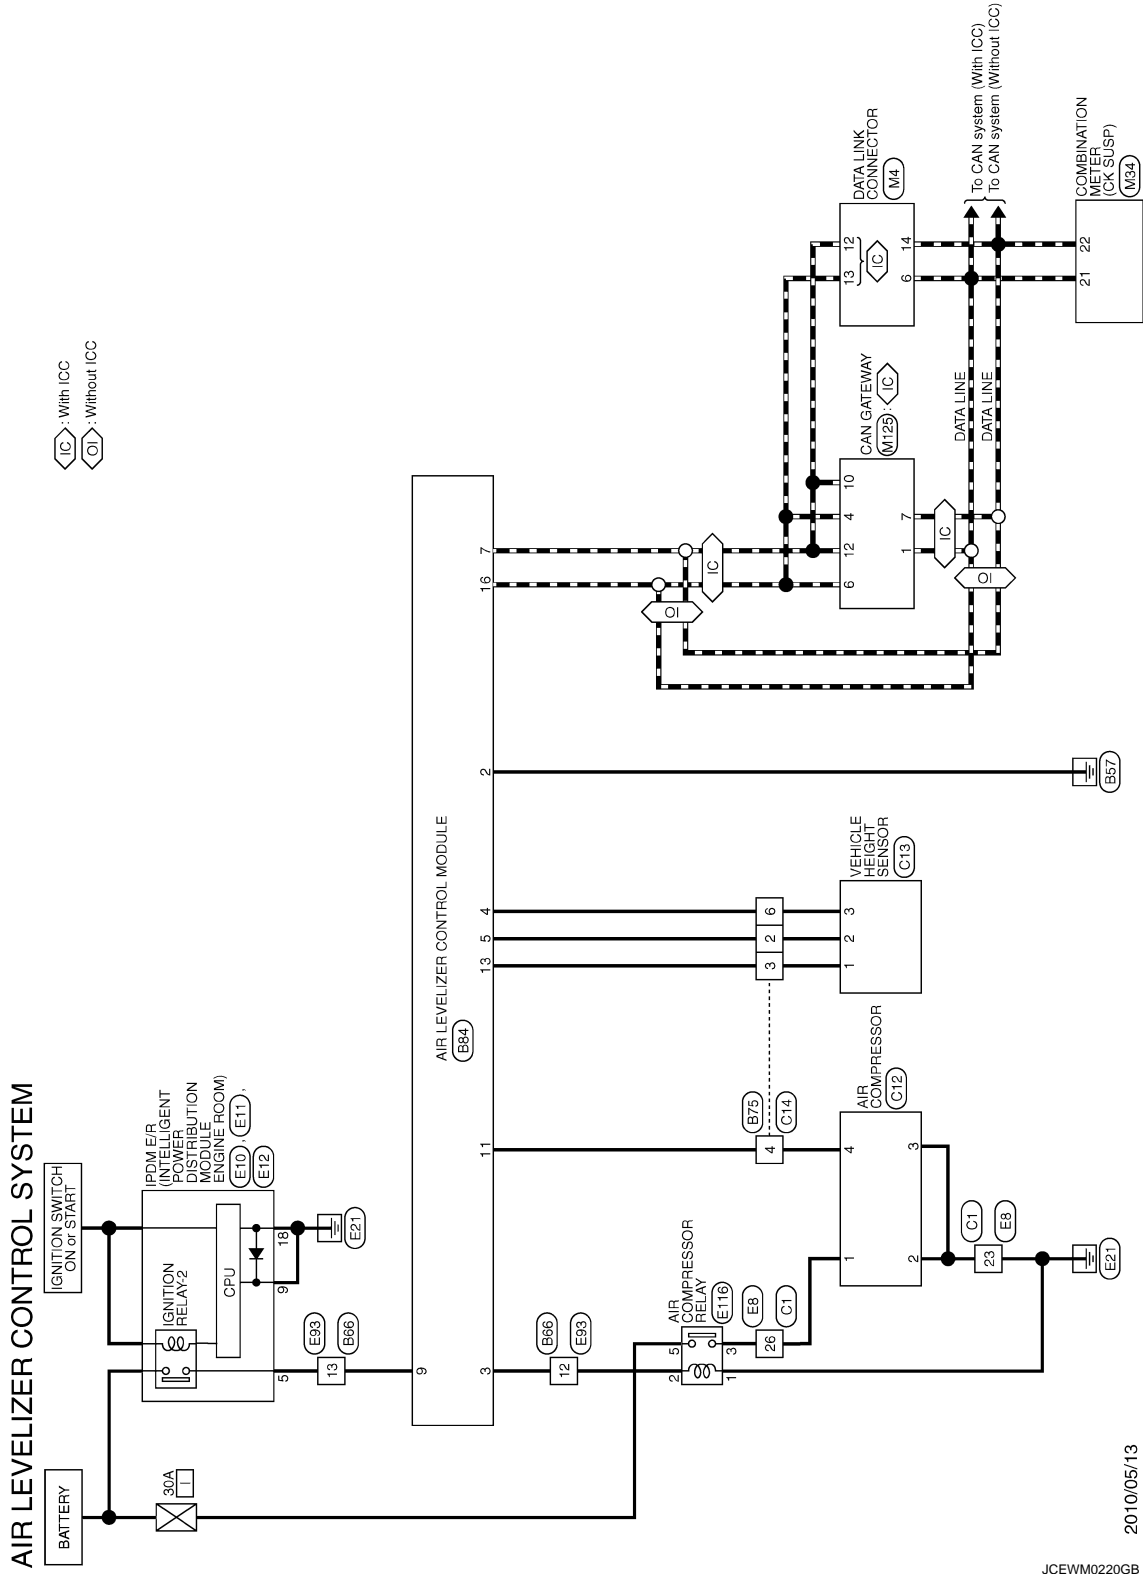 AIR LEVELIZER CONTROL SYSTEM
BATTERY
IGNITION SWITCH
ON or START
IC : With ICC
OI : Without ICC
30A
I
IPDM E/R
(INTELLIGENT
POWER
DISTRIBUTION
MODULE
ENGINE ROOM)
E10 , E11 ,
E12
IGNITION
RELAY-2
CPU
5
9
18
E21
13
E93
B66
9
AIR LEVELIZER CONTROL MODULE
B84
3
11
13
5
4
2
16
7
12
B66
E93
AIR
COMPRESSOR
RELAY
E116
2
5
1
3
26
E8
C1
4
B75
C14
3
2
6
AIR
COMPRESSOR
C12
1
4
2
3
23
C1
E8
E21
VEHICLE
HEIGHT
SENSOR
C13
1
2
3
B57
OI
IC
CAN GATEWAY
M125 : IC
6
12
4
10
1
7
IC
OI
DATA LINE
DATA LINE
DATA LINK
CONNECTOR
M4
13
12
IC
6
14
To CAN system (With ICC)
To CAN system (Without ICC)
COMBINATION
METER
(CK SUSP)
M34
21
22
2010/05/13
JCEWM0220GB